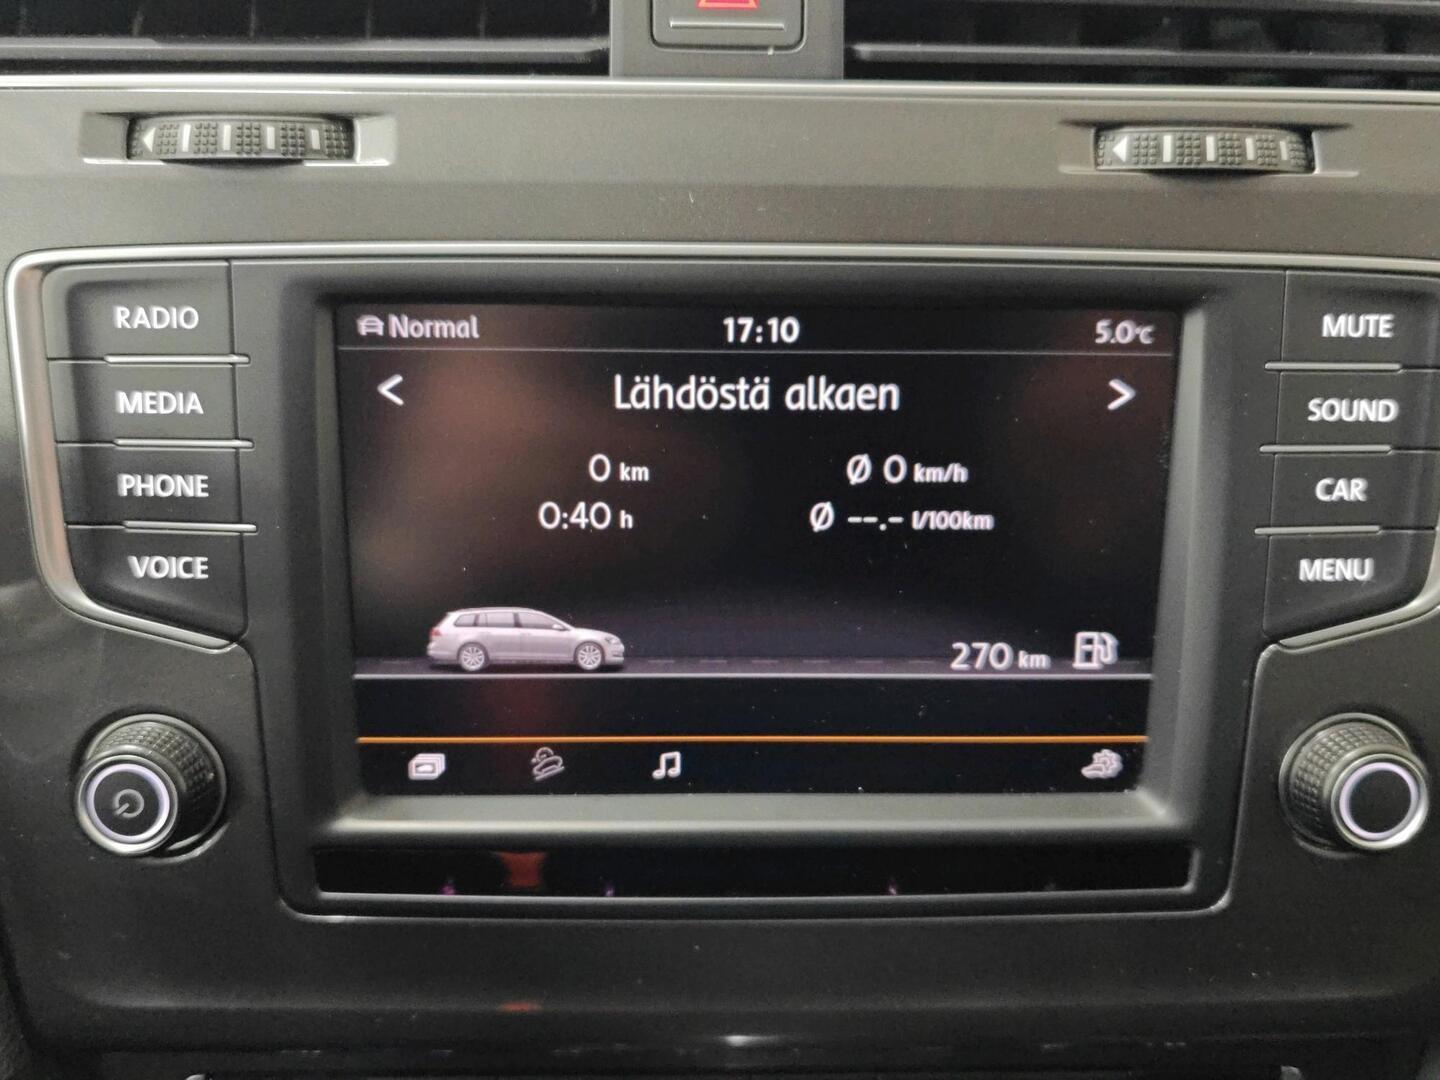 RADIO
MEDIA
PHONE
VOICE
Normal 17:10 5.0°C
< Lähdöstä alkaen >
0 km Ø 0 km/h
0:40 h Ø --.- l/100km
270 km
MUTE
SOUND
CAR
MENU